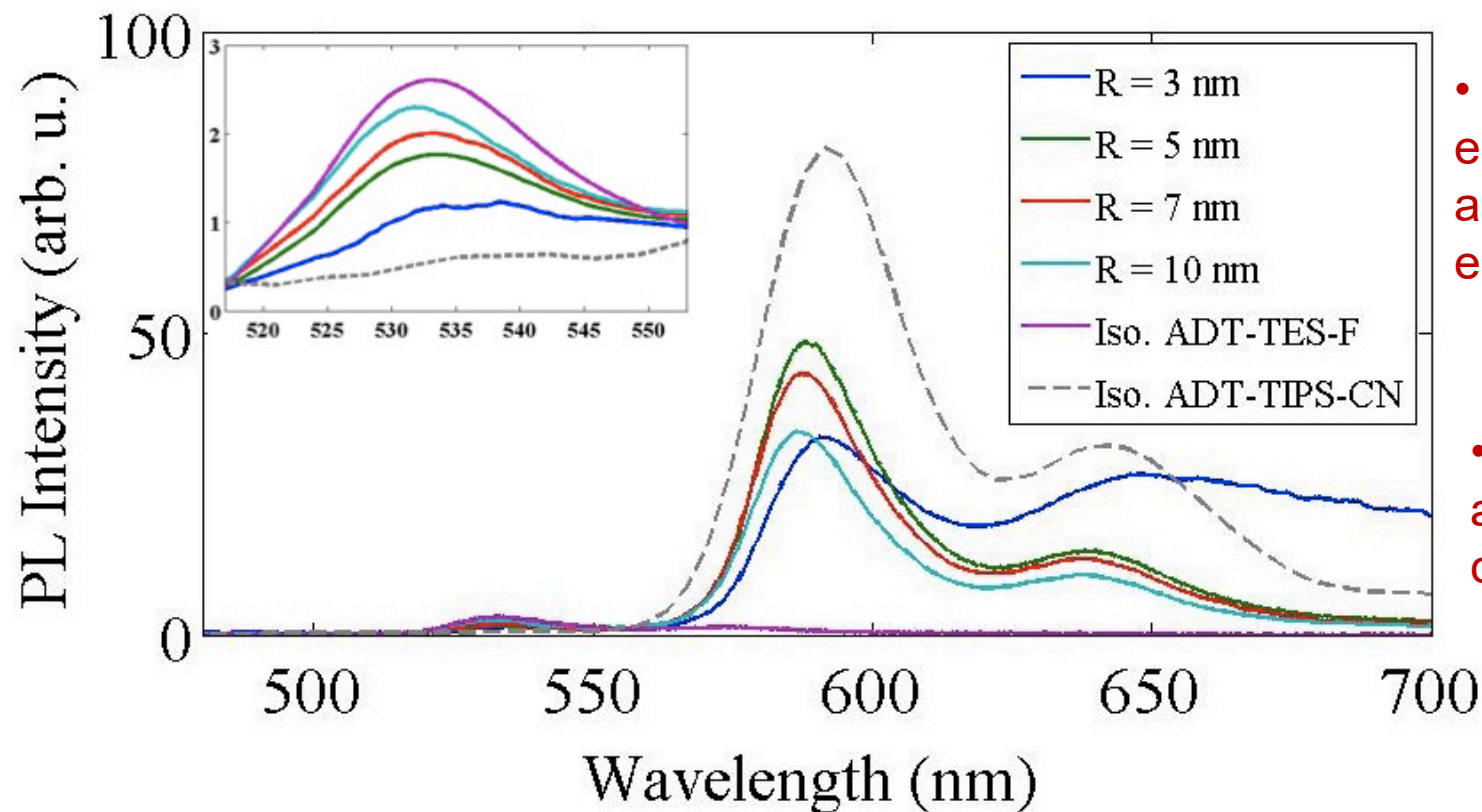 100
50
0
PL Intensity (arb. u.)
3
2
1
0
520 525 530 535 540 545 550
R = 3 nm
R = 5 nm
R = 7 nm
R = 10 nm
Iso. ADT-TES-F
Iso. ADT-TIPS-CN
500 550 600 650 700
Wavelength (nm)
•
•